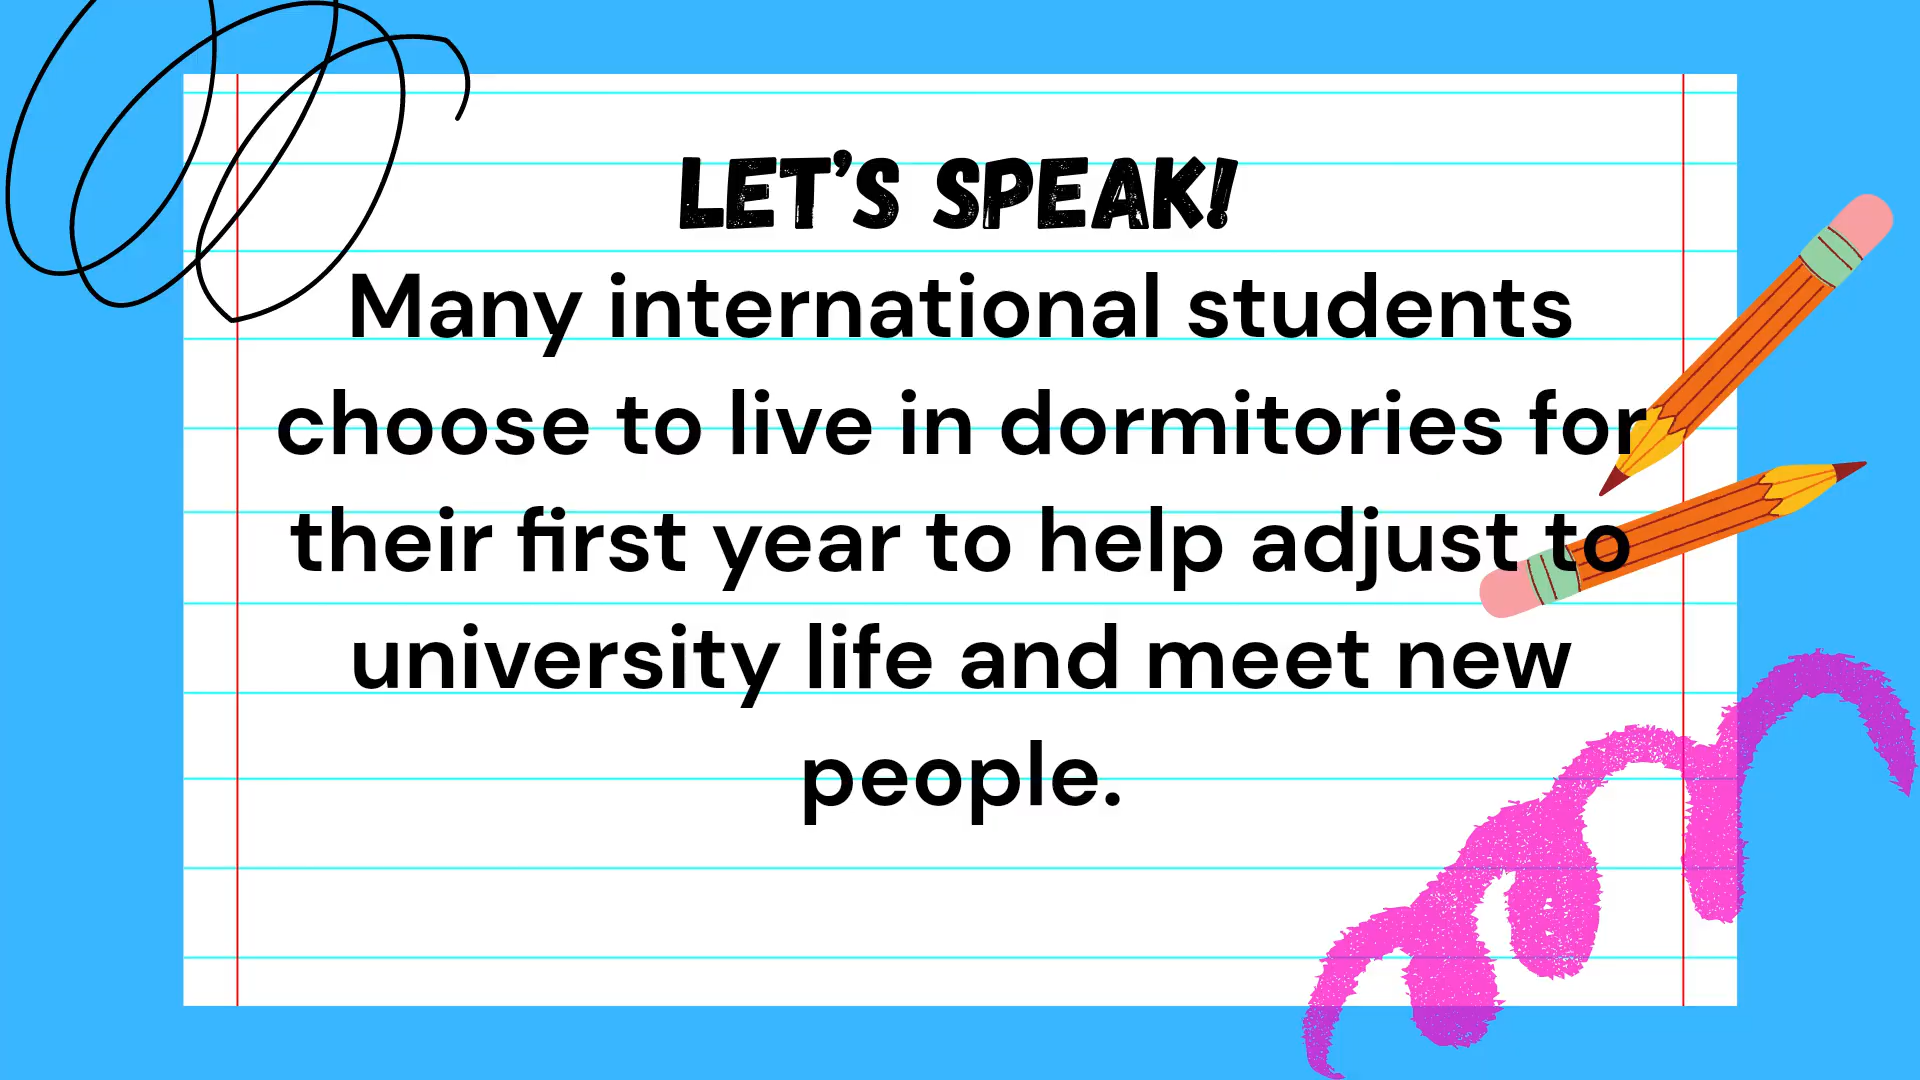 LET'S SPEAK!
Many international students
choose to live in dormitories for
their first year to help adjust to
university life and meet new
people.